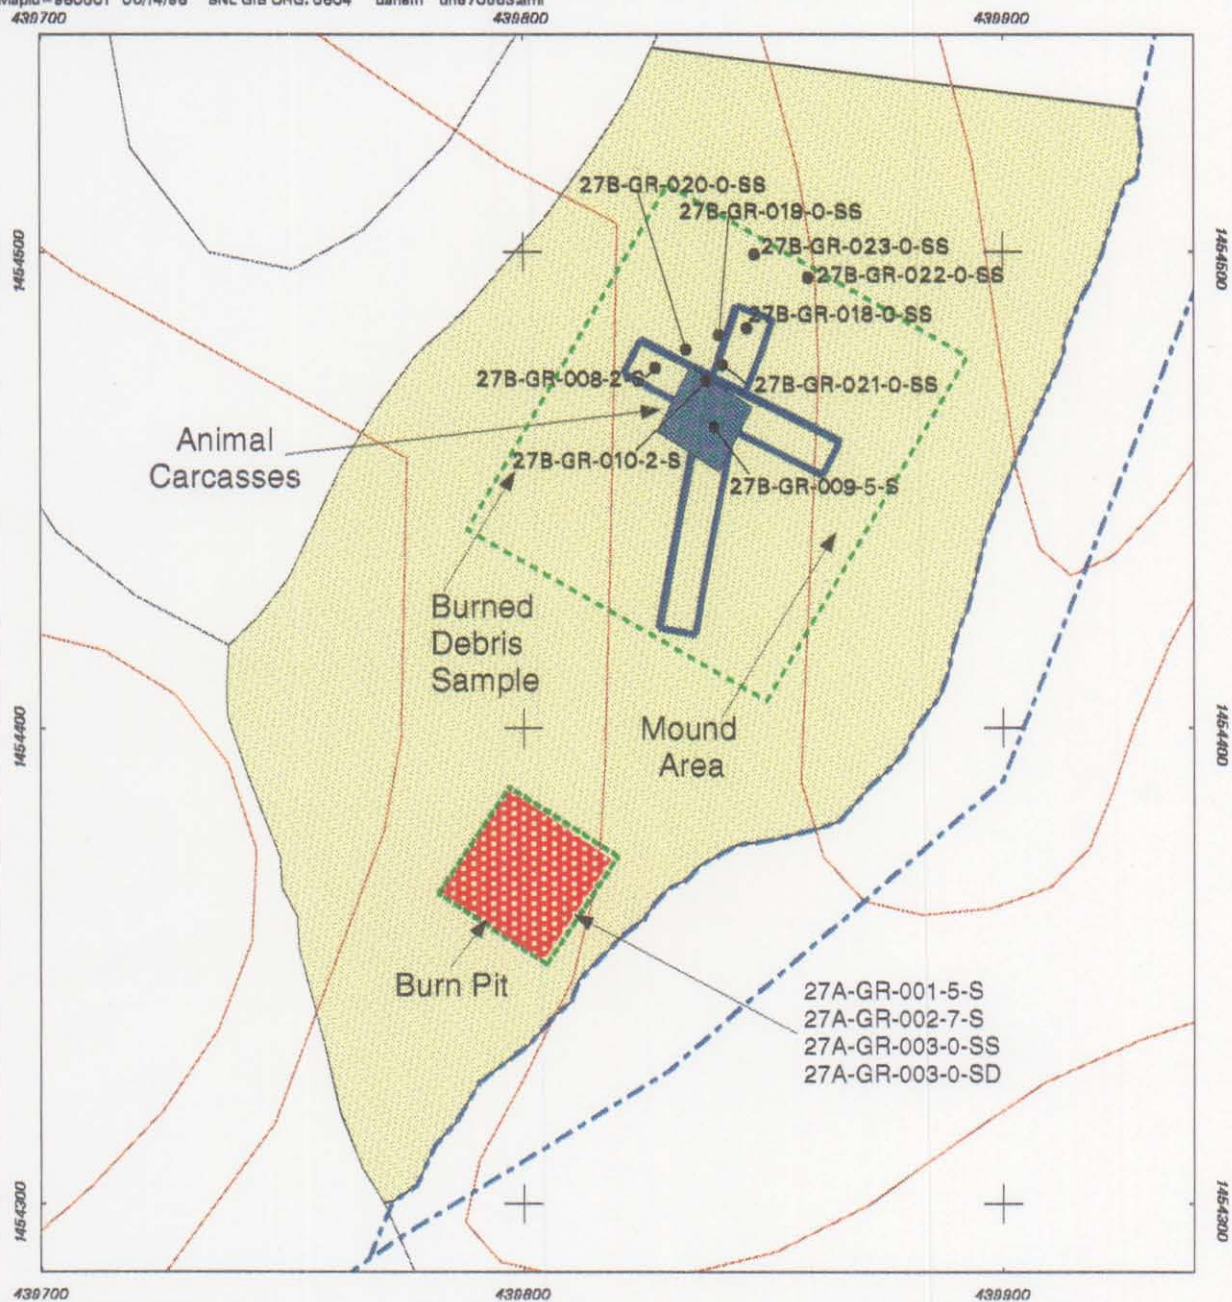 439700 439800 439900
27B-GR-020-0-SS
27B-GR-019-0-SS
1454500 27B-GR-023-0-SS 1454500
27B-GR-022-0-SS
27B-GR-018-0-SS
27B-GR-008-2-S 27B-GR-021-0-SS
Animal
Carcasses
27B-GR-010-2-S
27B-GR-009-5-S
Burned
Debris
Sample
Mound
Area
1454400 1454400
Burn Pit
27A-GR-001-5-S
27A-GR-002-7-S
27A-GR-003-0-SS
27A-GR-003-0-SD
1454300 1454300
439700 439800 439900